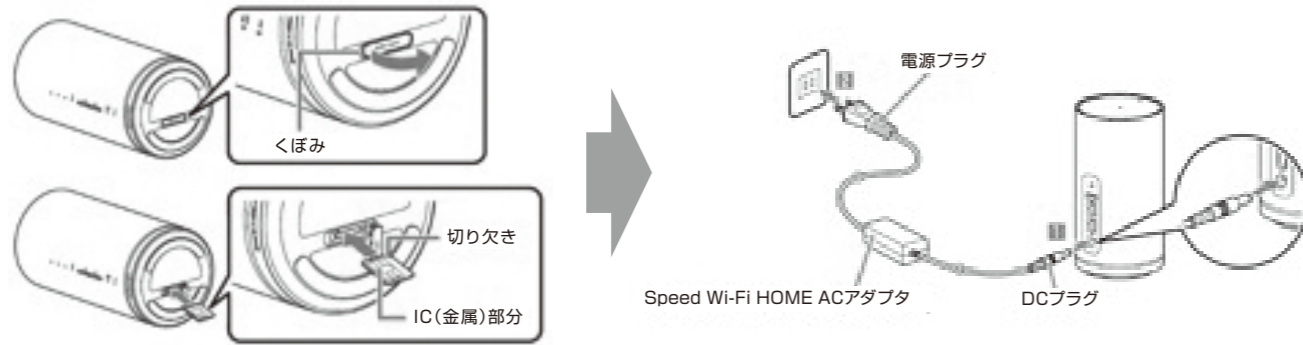 くぼみ
切り欠き
IC(金属)部分
電源プラグ
Speed Wi-Fi HOME ACアダプタ
DCプラグ